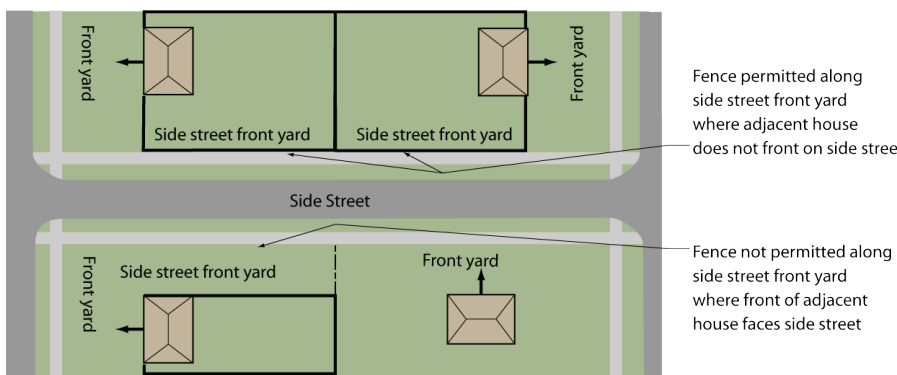 Front yard
Front yard
Side street front yard
Side street front yard
Fence permitted along
side street front yard
where adjacent house
does not front on side stree
Side Street
Front yard
Side street front yard
Front yard
Fence not permitted along
side street front yard
where front of adjacent
house faces side street